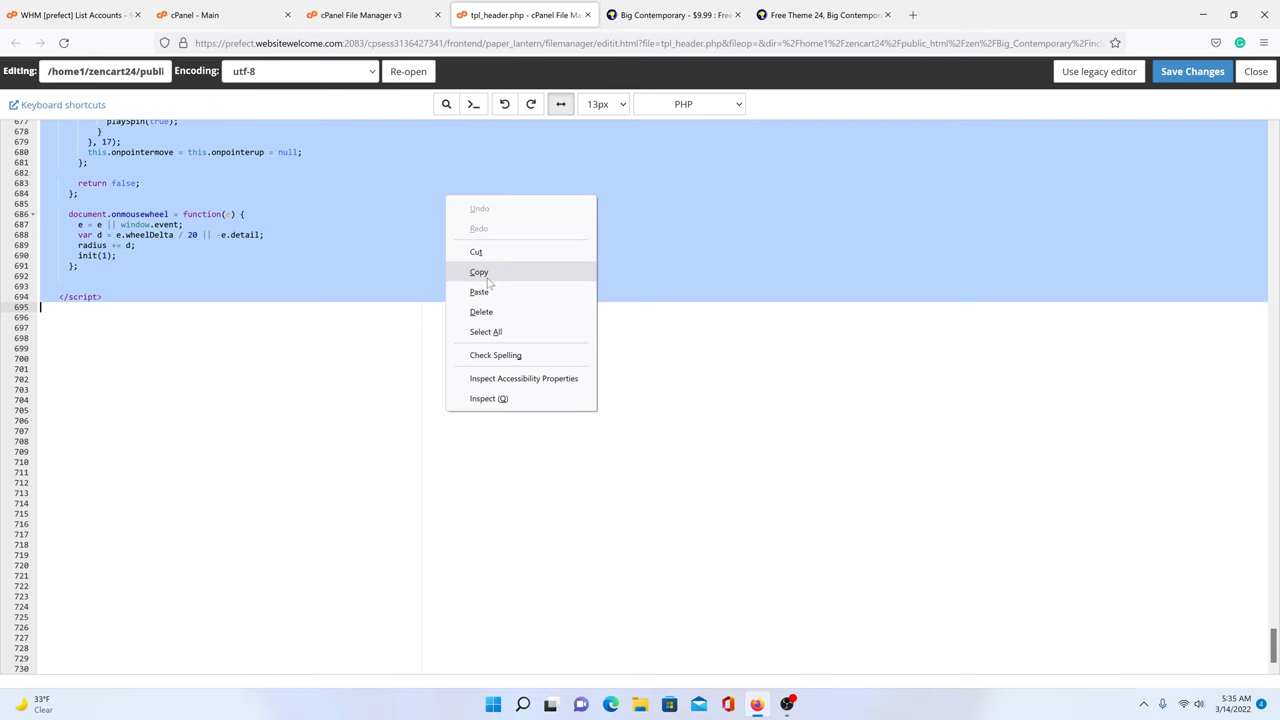 WHM [prefect] List Accounts - S
cPanel - Main
cPanel File Manager v3
tpl_header.php - cPanel File Ma
Big Contemporary - $9.99 : Free
Free Theme 24, Big Contempora
https://prefect.websitewelcome.com:2083/cpsess3136427341/frontend/paper_lantern/filemanager/editit.html?file=tpl_header.php&fileop=&dir=%2Fhome1%2Fzencart24%2Fpublic_html%2Fzen%2FBig_Contemporary%2Fincl
Editing: /home1/zencart24/publi Encoding: utf-8 Re-open Use legacy editor Save Changes Close
Keyboard shortcuts 13px PHP
677 playSpin(true);
678 }
679 }, 17);
680 this.onpointermove = this.onpointerup = null;
681 };
682
683 return false;
684 };
685
686 document.onmousewheel = function(e) {
687 e = e || window.event;
688 var d = e.wheelDelta / 20 || -e.detail;
689 radius += d;
690 init(1);
691 };
692
693
694 </script>
695
696
697
698
699
700
701
702
703
704
705
706
707
708
709
710
711
712
713
714
715
716
717
718
719
720
721
722
723
724
725
726
727
728
729
730
Undo
Redo
Cut
Copy
Paste
Delete
Select All
Check Spelling
Inspect Accessibility Properties
Inspect (Q)
33°F
Clear
5:35 AM
3/14/2022
4